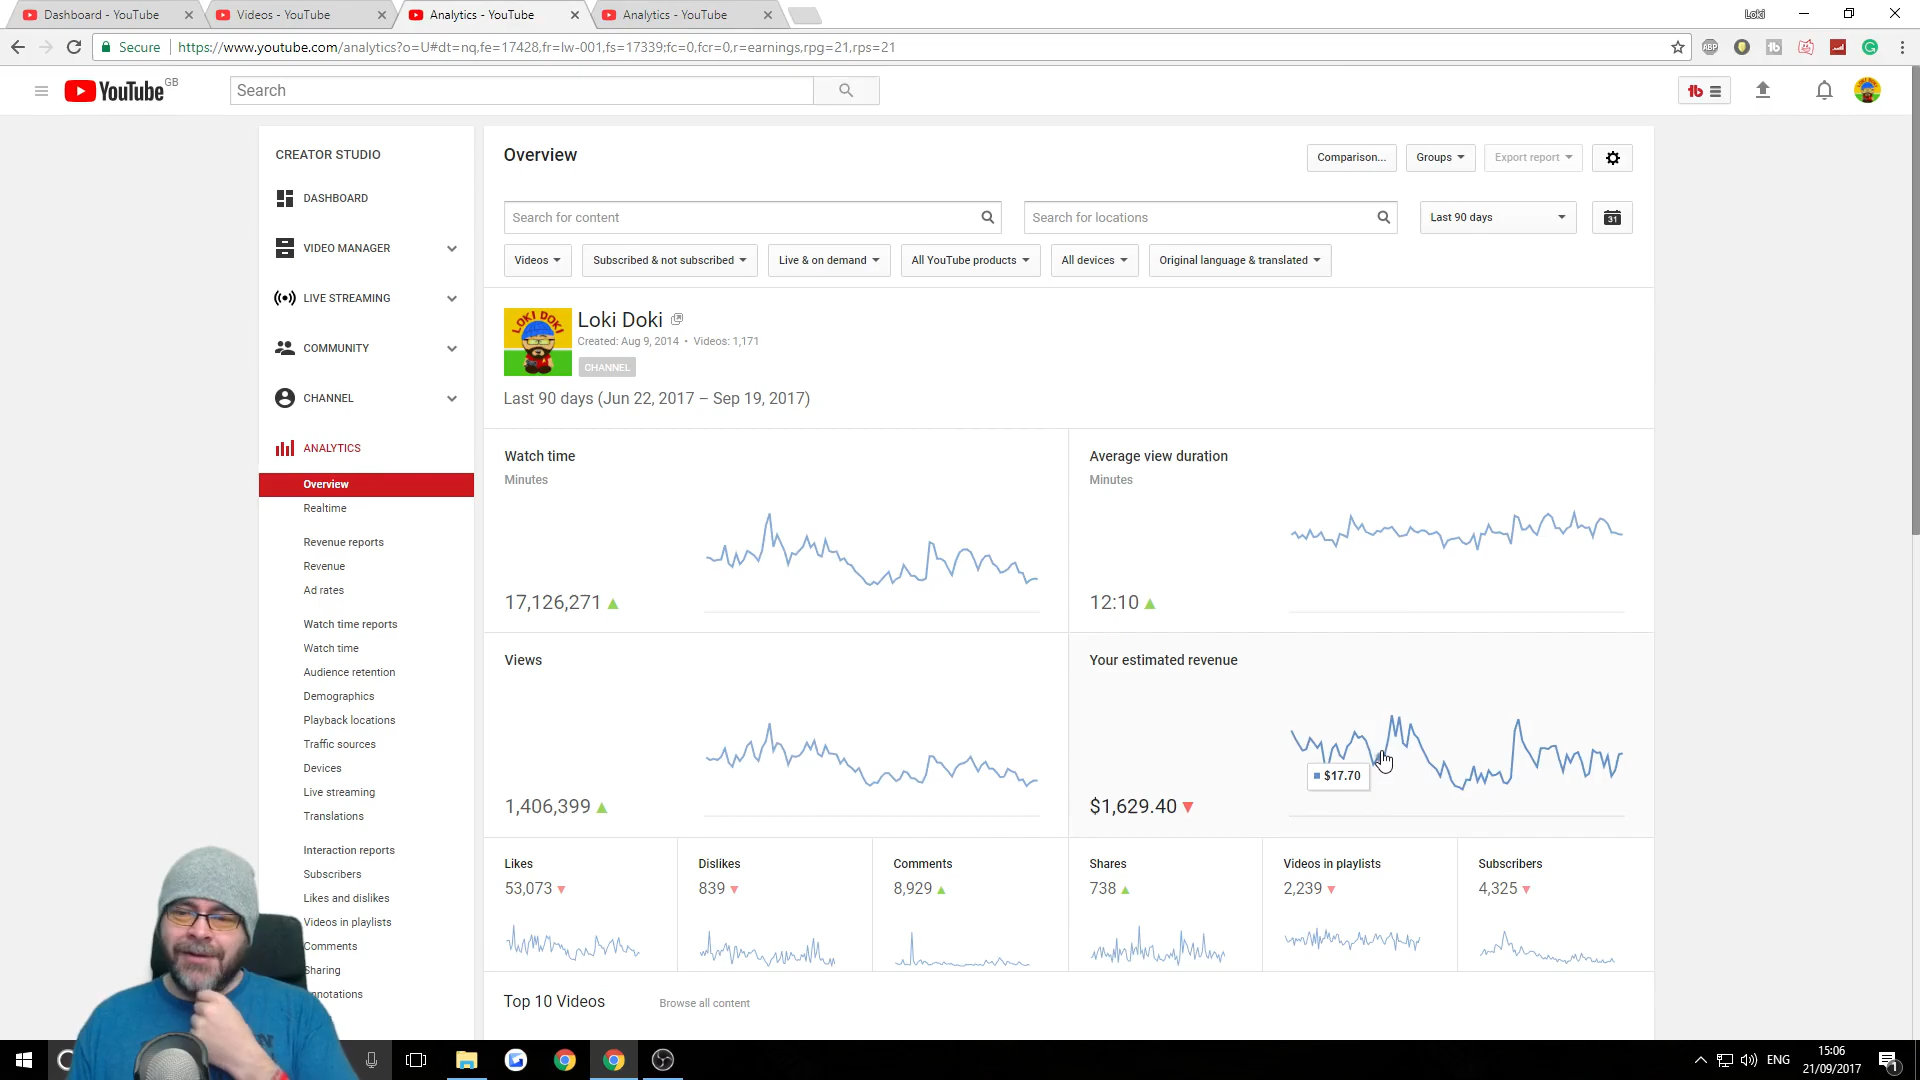 Dashboard - YouTube
Videos - YouTube
Analytics - YouTube
Analytics - YouTube
Loki
Secure
https://www.youtube.com/analytics?o=U#dt=nq,fe=17428,fr=lw-001,fs=17339;fc=0,fcr=0,r=earnings,rpg=21,rps=21
ABP
YouTube GB
Search
CREATOR STUDIO
DASHBOARD
VIDEO MANAGER
LIVE STREAMING
COMMUNITY
CHANNEL
ANALYTICS
Overview
Realtime
Revenue reports
Revenue
Ad rates
Watch time reports
Watch time
Audience retention
Demographics
Playback locations
Traffic sources
Devices
Live streaming
Translations
Interaction reports
Subscribers
Likes and dislikes
Videos in playlists
Comments
Sharing
nnotations
Overview
Comparison...
Groups
Export report
Search for content
Search for locations
Last 90 days
31
Videos
Subscribed & not subscribed
Live & on demand
All YouTube products
All devices
Original language & translated
LOKI DOKI
Loki Doki
Created: Aug 9, 2014 • Videos: 1,171
CHANNEL
Last 90 days (Jun 22, 2017 – Sep 19, 2017)
Watch time
Minutes
17,126,271
Average view duration
Minutes
12:10
Views
1,406,399
Your estimated revenue
$17.70
$1,629.40
Likes
53,073
Dislikes
839
Comments
8,929
Shares
738
Videos in playlists
2,239
Subscribers
4,325
Top 10 Videos
Browse all content
ENG
15:06
21/09/2017
1